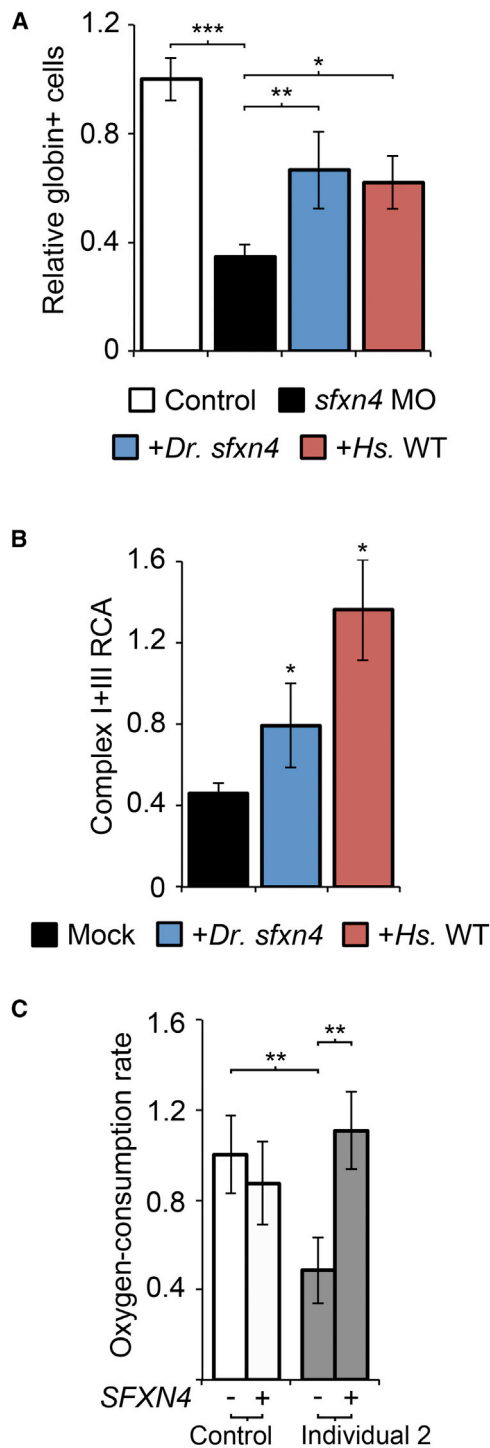 A
Relative globin+ cells
1.2
0.8
0.4
0
***
*
**
Control sfxn4 MO
+Dr. sfxn4 +Hs. WT
B
Complex I+III RCA
1.6
1.2
0.8
0.4
0
*
*
Mock +Dr. sfxn4 +Hs. WT
C
Oxygen-consumption rate
1.6
1.2
0.8
0.4
**
**
SFXN4 - + - +
Control Individual 2